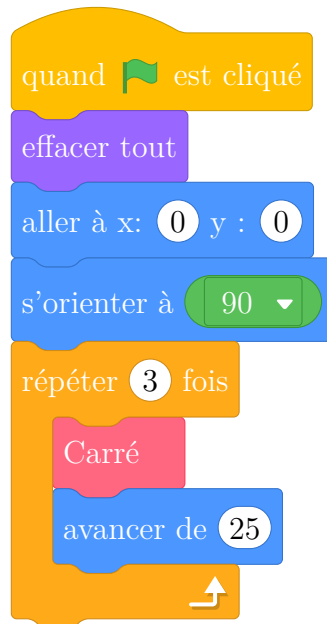 quand est cliqué
effacer tout
aller à x: 0 y : 0
s'orienter à 90
répéter 3 fois
Carré
avancer de 25